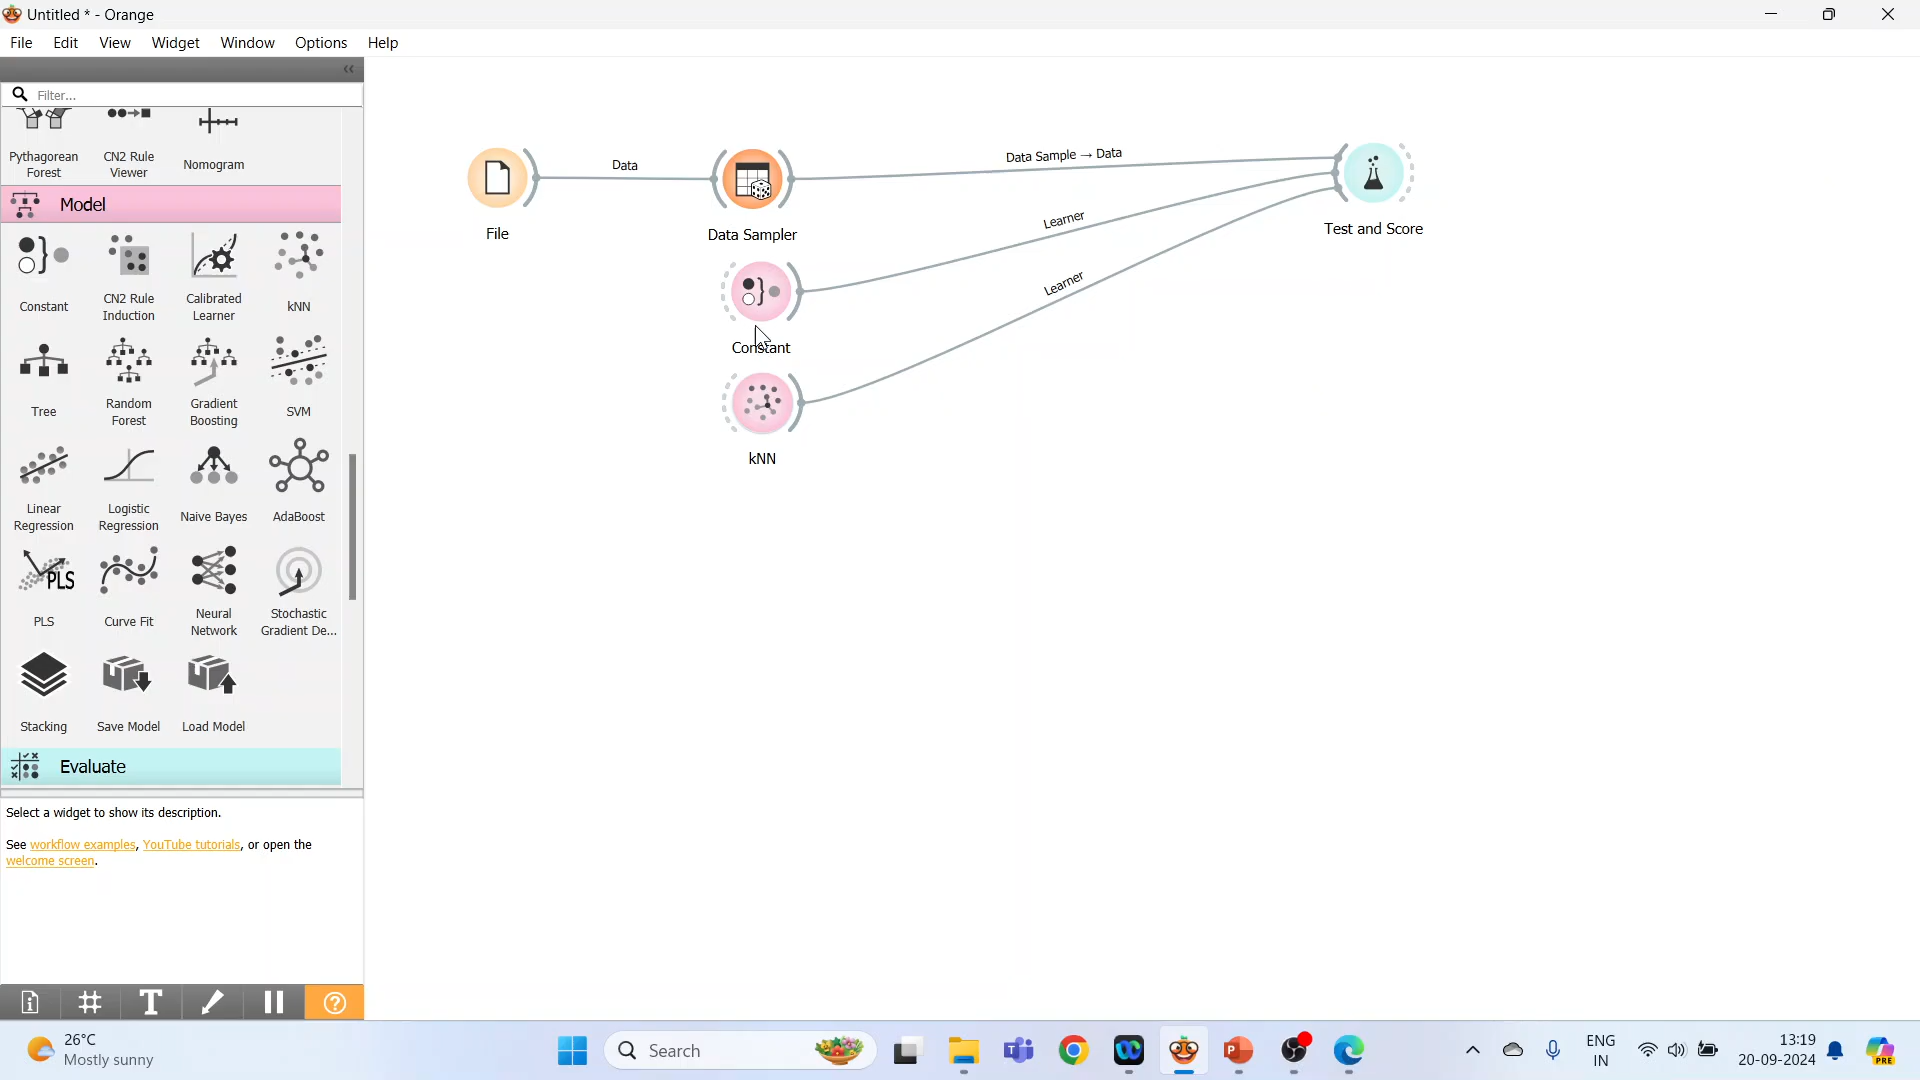 Untitled * - Orange
File Edit View Widget Window Options Help
Filter...
Pythagorean Forest
CN2 Rule Viewer
Nomogram
Model
Constant
CN2 Rule Induction
Calibrated Learner
kNN
Tree
Random Forest
Gradient Boosting
SVM
Linear Regression
Logistic Regression
Naive Bayes
AdaBoost
PLS
PLS
Curve Fit
Neural Network
Stochastic Gradient De...
Stacking
Save Model
Load Model
Evaluate
Select a widget to show its description.
See workflow examples, YouTube tutorials, or open the
welcome screen.
File
Data
Data Sampler
Data Sample → Data
Learner
Learner
Constant
kNN
Test and Score
26°C
Mostly sunny
Search
ENG
IN
13:19
20-09-2024
PRE